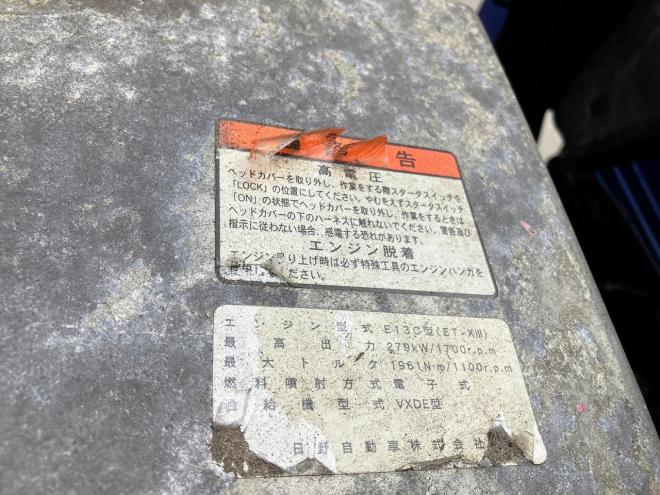 警告
高電圧
ヘッドカバーを取り外し、作業をする際スタータスイッチを
「LOCK」の位置にしてください。やむをえずスタータスイッチ
「ON」の状態でヘッドカバーを取り外し、作業をするときは
ヘッドカバーの下のハーネスに触れないでください。警告及び
指示に従わない場合、感電する恐れがあります。
エンジン脱着
エンジン吊り上げ時は必ず特殊工具のエンジンハンガを
使用してください。
エンジン型式 E13C型(ET-XIII)
最高出力 279kW/1700r.p.m
最大トルク 1961N·m/1100r.p.m
燃料噴射方式 電子式
過給機型式 VXDE型
日野自動車株式会社